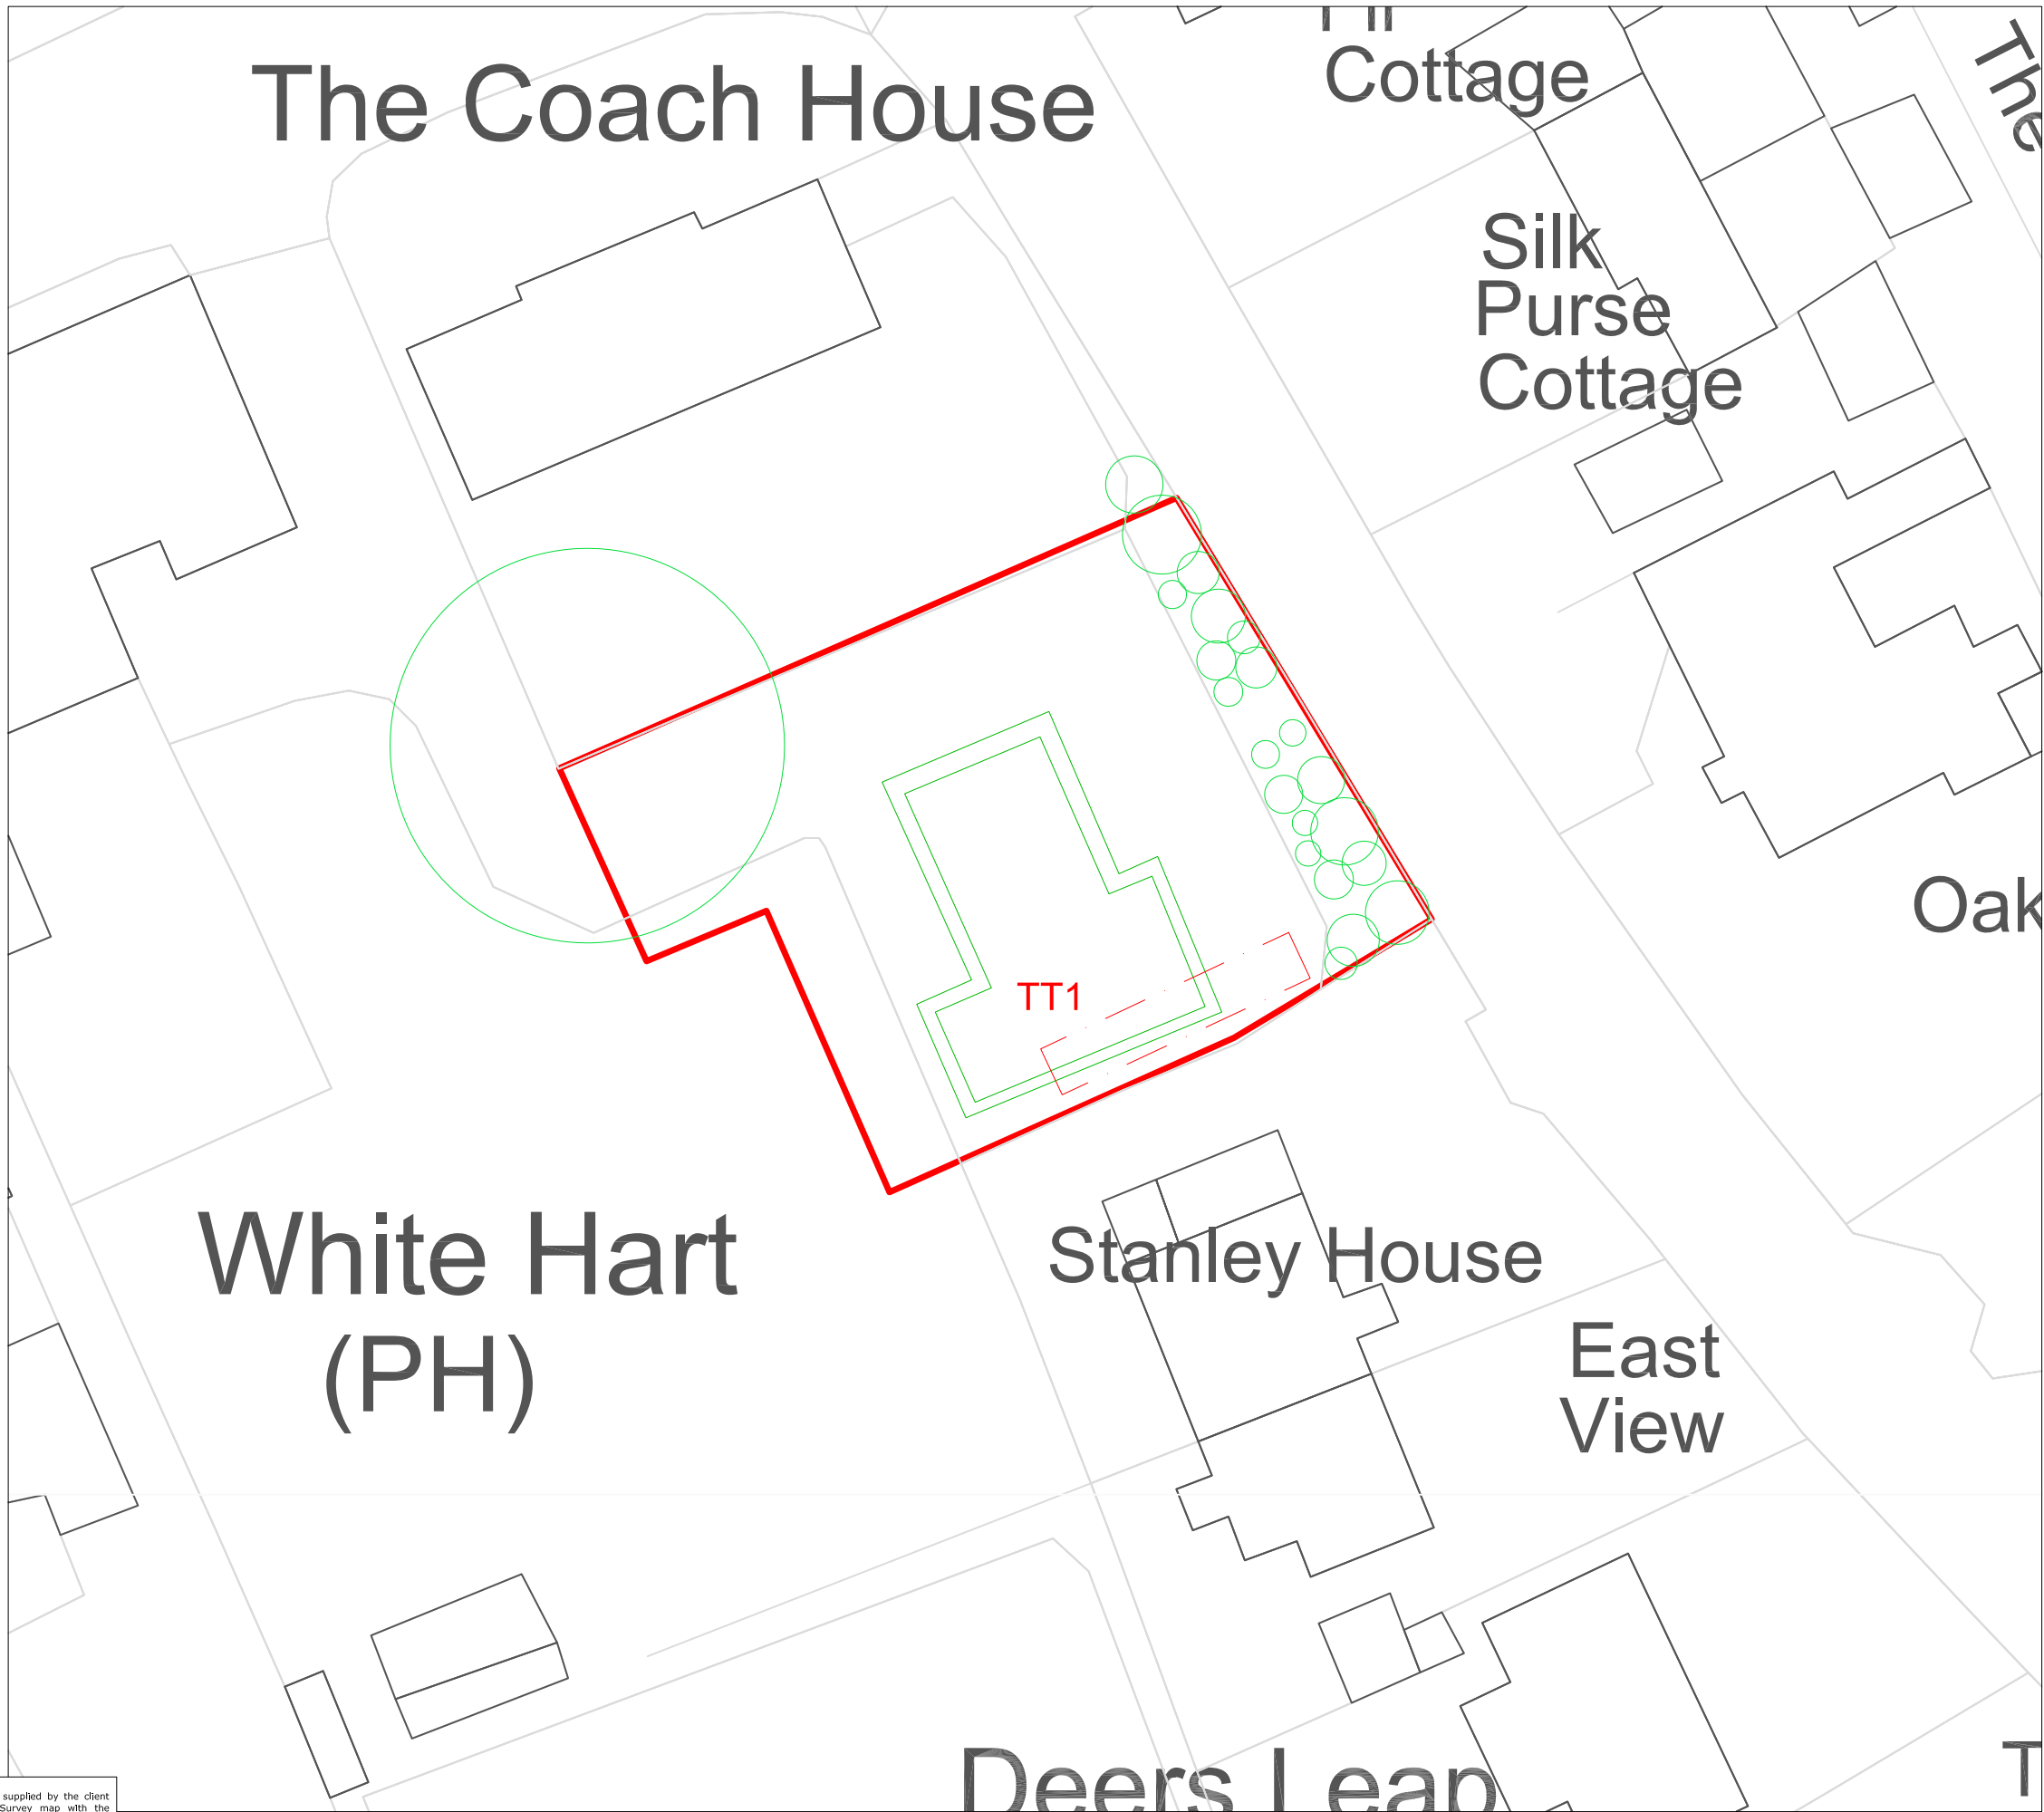 The Coach House
Cottage
The
Silk
Purse
Cottage
Oak
TT1
White Hart
(PH)
Stanley House
East
View
Deers Leap
supplied by the client
Survey map with the